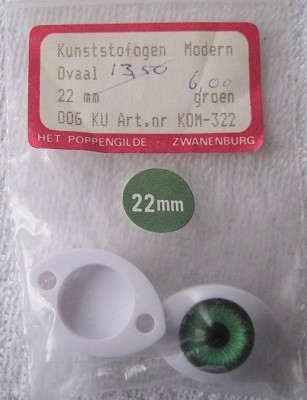 Kunststofogen Modern
Ovaal 13,50 6,00
22 mm groen
OOG KU Art.nr KOM-322
HET POPPENGILDE - ZWANENBURG
22mm